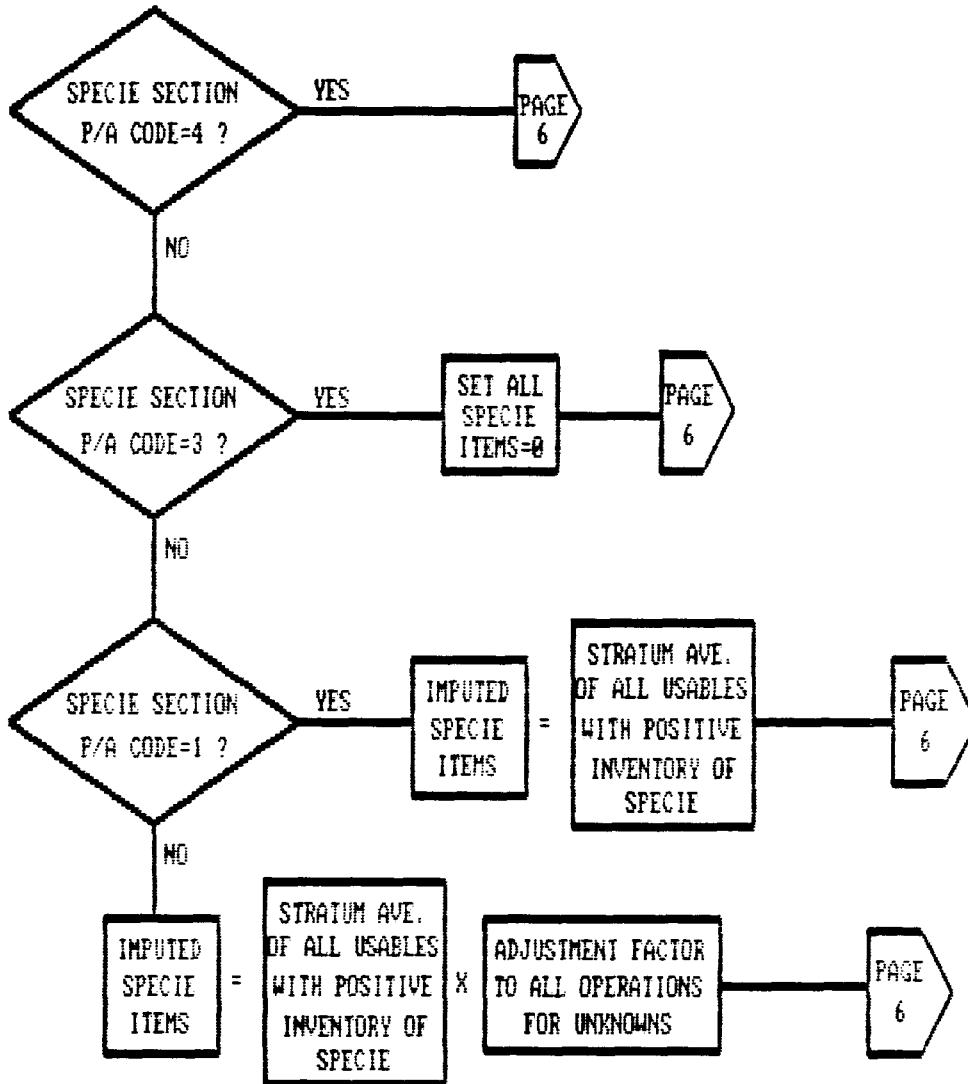 SPECIE SECTION
P/A CODE=4 ?
YES
PAGE
6
NO
SPECIE SECTION
P/A CODE=3 ?
YES
SET ALL
SPECIE
ITEMS=0
PAGE
6
NO
SPECIE SECTION
P/A CODE=1 ?
YES
IMPUTED
SPECIE
ITEMS
=
STRATUM AVE.
OF ALL USABLES
WITH POSITIVE
INVENTORY OF
SPECIE
PAGE
6
NO
IMPUTED
SPECIE
ITEMS
=
STRATUM AVE.
OF ALL USABLES
WITH POSITIVE
INVENTORY OF
SPECIE
X
ADJUSTMENT FACTOR
TO ALL OPERATIONS
FOR UNKNOWNS
PAGE
6